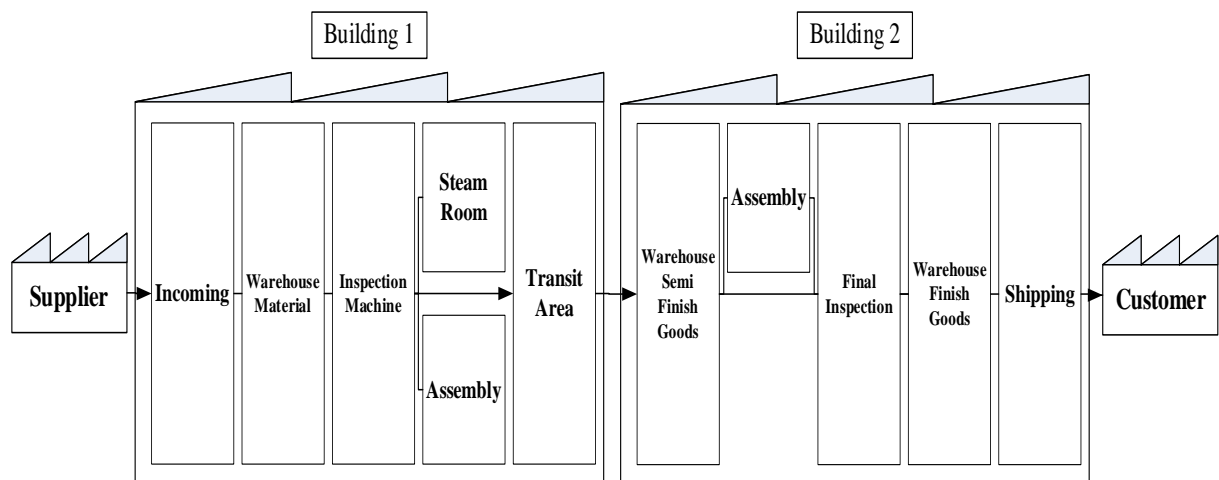 Building 1
Building 2
Supplier
Incoming
Warehouse
Material
Inspection
Machine
Steam
Room
Assembly
Transit
Area
Warehouse
Semi
Finish
Goods
Assembly
Final
Inspection
Warehouse
Finish
Goods
Shipping
Customer